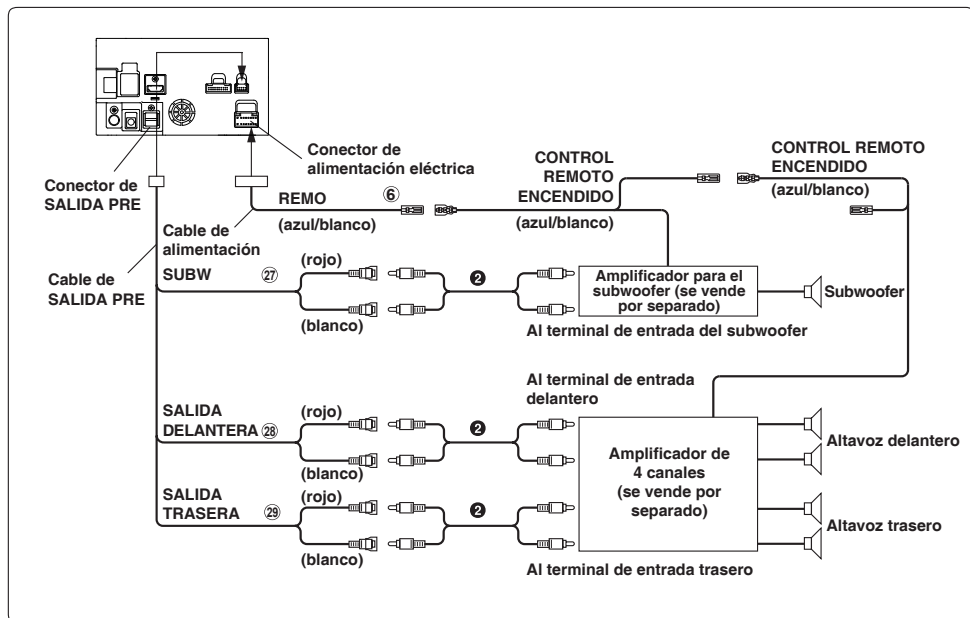 Conector de
alimentación eléctrica
CONTROL
REMOTO
ENCENDIDO
(azul/blanco)
CONTROL REMOTO
ENCENDIDO
(azul/blanco)
Conector de
SALIDA PRE
REMO
⑥
(azul/blanco)
Cable de
alimentación
Cable de
SALIDA PRE
SUBW
㉗
(rojo)
(blanco)
❷
Amplificador para el
subwoofer (se vende
por separado)
Subwoofer
Al terminal de entrada del subwoofer
Al terminal de entrada
delantero
SALIDA
DELANTERA ㉘
(rojo)
(blanco)
❷
Amplificador de
4 canales
(se vende por
separado)
Altavoz delantero
SALIDA
TRASERA ㉙
(rojo)
(blanco)
❷
Altavoz trasero
Al terminal de entrada trasero